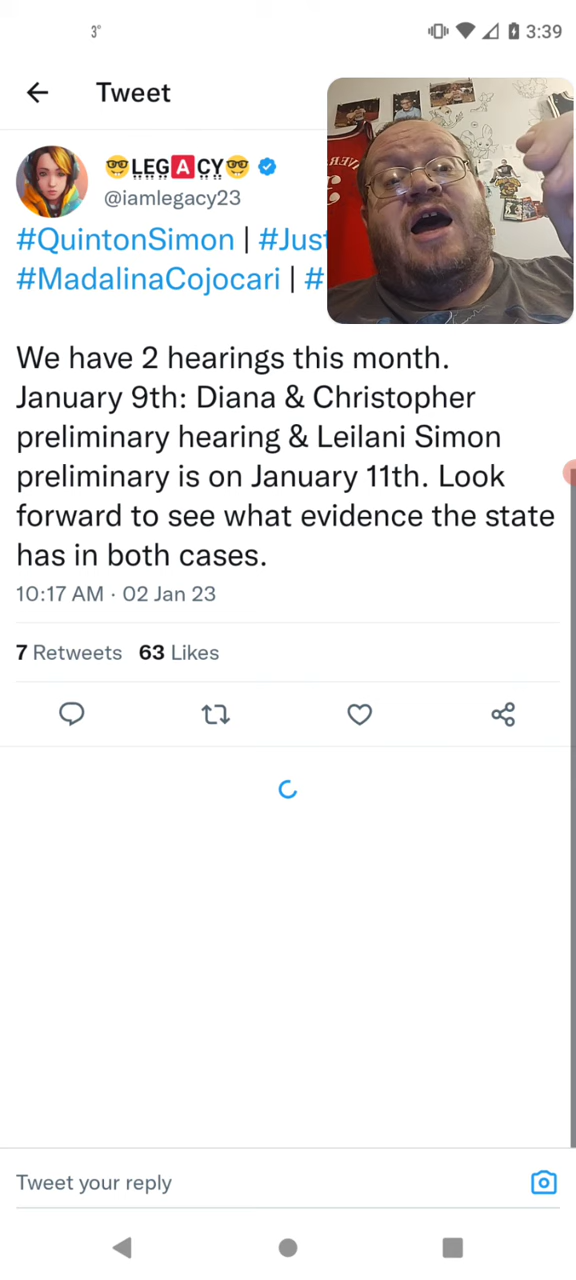 3°
3:39
Tweet
🤓LEGACY🤓
@iamlegacy23
#QuintonSimon | #Just
#MadalinaCojocari | #
We have 2 hearings this month.
January 9th: Diana & Christopher
preliminary hearing & Leilani Simon
preliminary is on January 11th. Look
forward to see what evidence the state
has in both cases.
10:17 AM · 02 Jan 23
7 Retweets 63 Likes
Tweet your reply